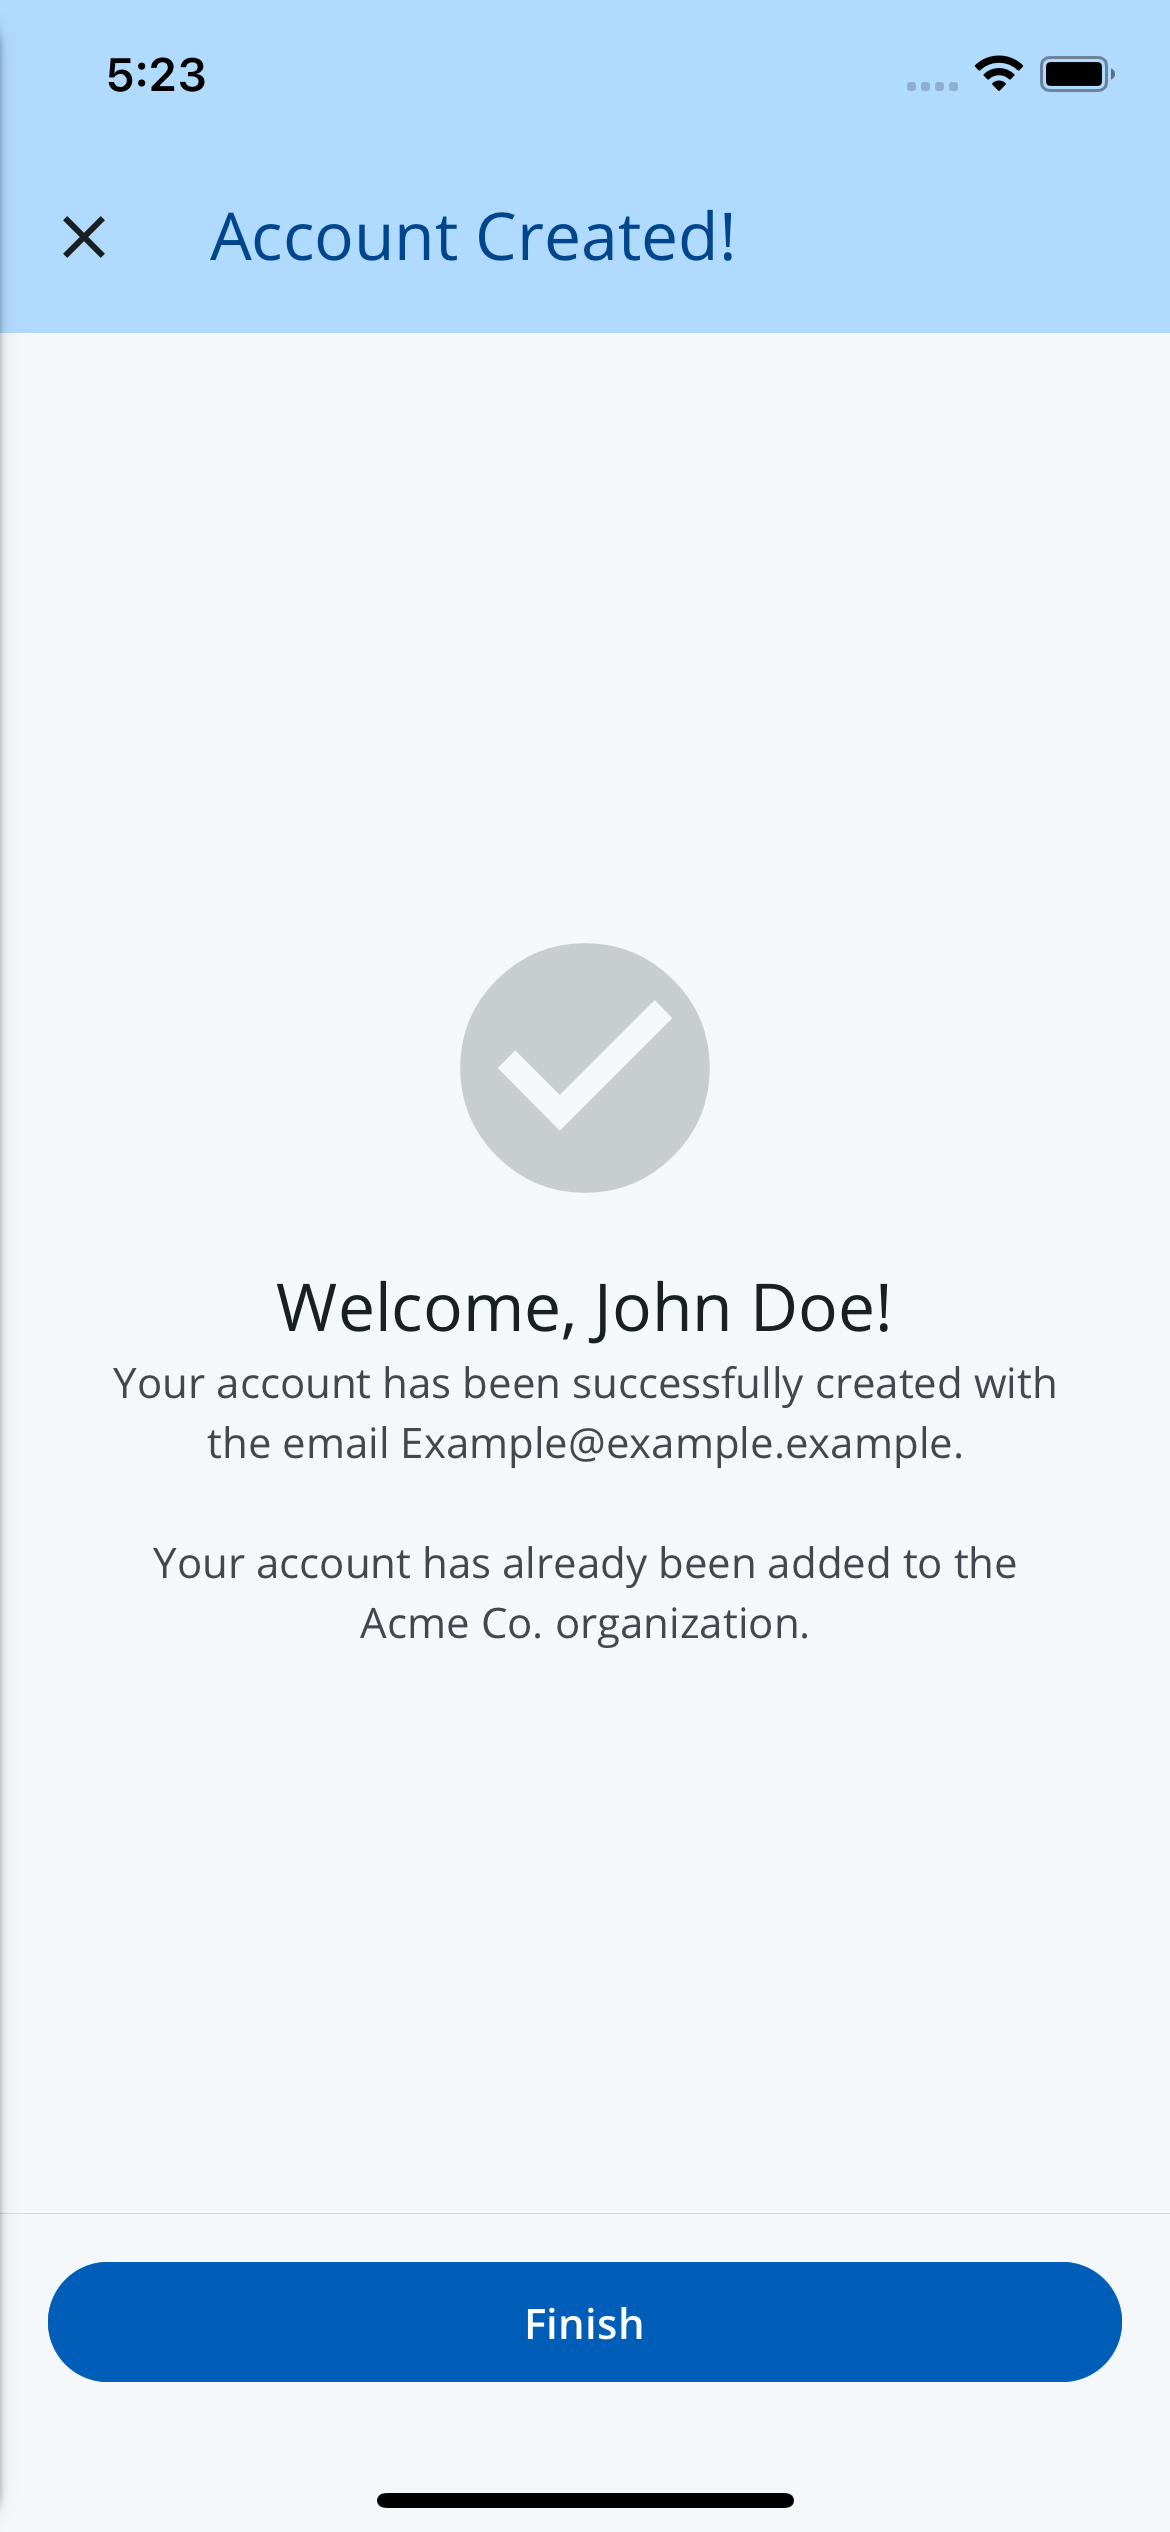 5:23
Account Created!
Welcome, John Doe!
Your account has been successfully created with
the email Example@example.example.
Your account has already been added to the
Acme Co. organization.
Finish